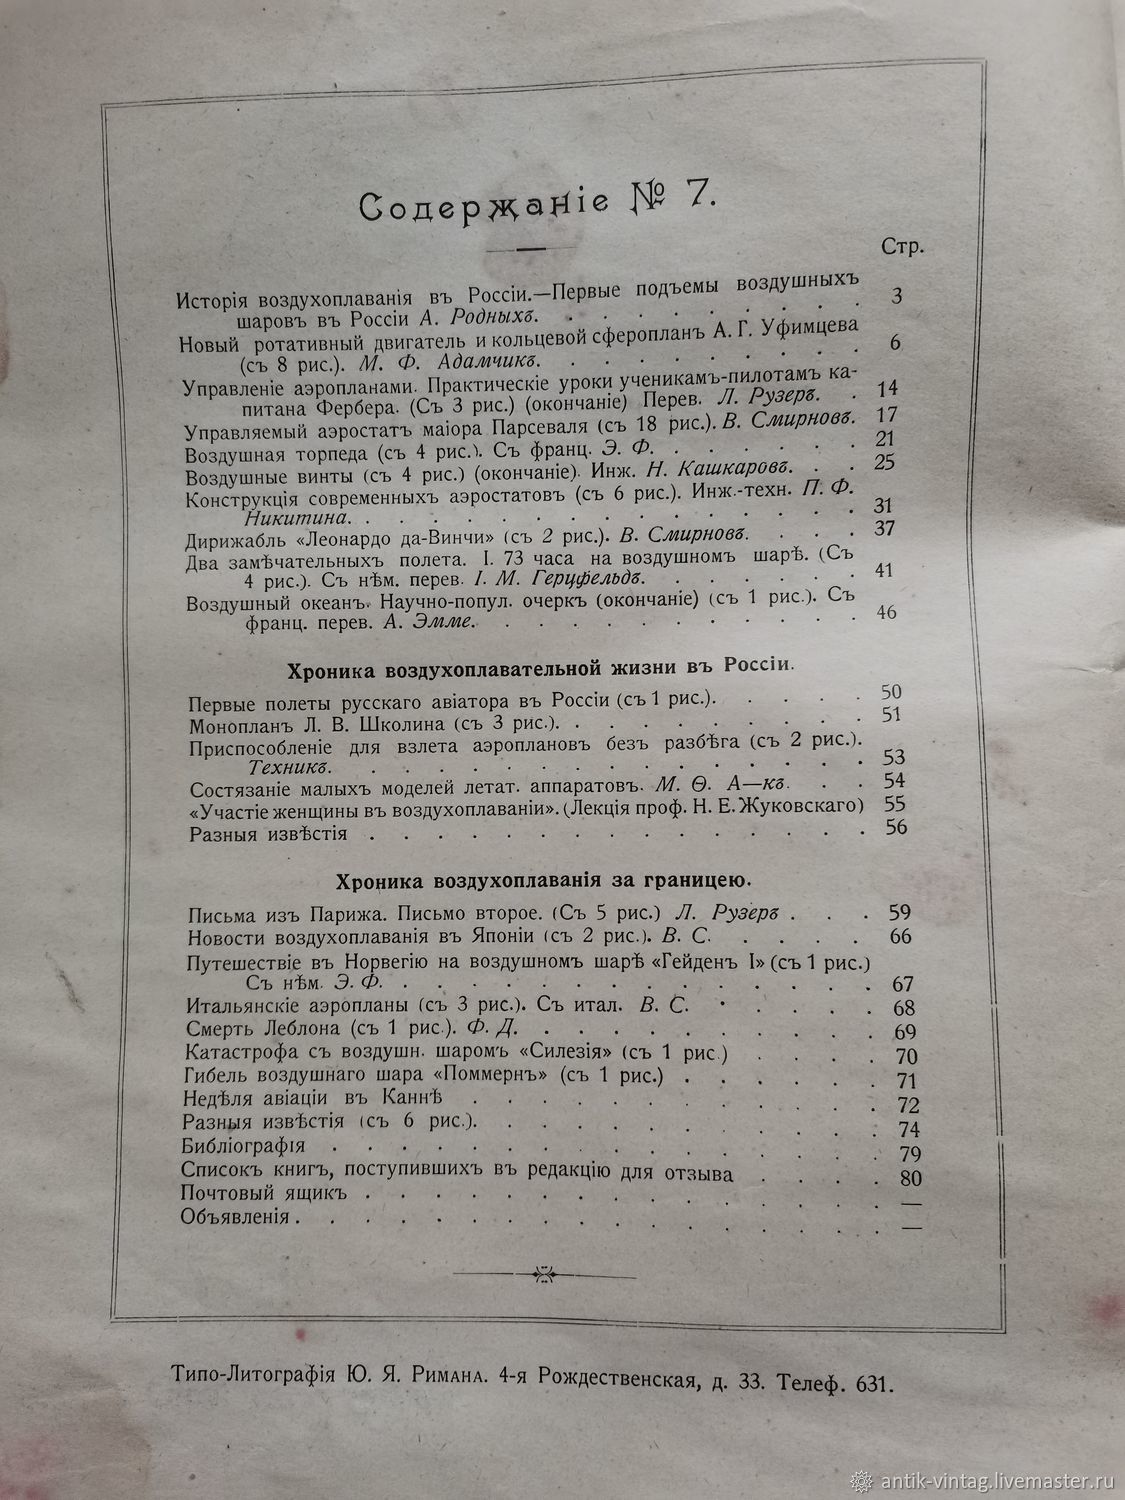 Содержаніе № 7.
Стр.
Исторія воздухоплаванія въ Россіи.—Первые подъемы воздушныхъ
шаровъ въ Россіи А. Родныхъ. 3
Новый ротативный двигатель и кольцевой сферопланъ А. Г. Уфимцева
(съ 8 рис.). М. Ф. Адамчикъ. 6
Управленіе аэропланами. Практическіе уроки ученикамъ-пилотамъ ка-
питана Фербера. (Съ 3 рис.) (окончаніе) Перев. Л. Рузеръ. 14
Управляемый аэростатъ маіора Парсеваля (съ 18 рис.). В. Смирновъ. 17
Воздушная торпеда (съ 4 рис.). Съ франц. Э. Ф. 21
Воздушные винты (съ 4 рис.) (окончаніе). Инж. Н. Кашкаровъ. 25
Конструкція современныхъ аэростатовъ (съ 6 рис.). Инж.-техн. П. Ф.
Никитина. 31
Дирижабль «Леонардо да-Винчи» (съ 2 рис.). В. Смирновъ. 37
Два замѣчательныхъ полета. I. 73 часа на воздушномъ шарѣ. (Съ
4 рис.). Съ нѣм. перев. І. М. Герцфельдъ. 41
Воздушный океанъ. Научно-попул. очеркъ (окончаніе) (съ 1 рис.). Съ
франц. перев. А. Эмме. 46
Хроника воздухоплавательной жизни въ Россіи.
Первые полеты русскаго авіатора въ Россіи (съ 1 рис.). 50
Монопланъ Л. В. Школина (съ 3 рис.). 51
Приспособленіе для взлета аэроплановъ безъ разбѣга (съ 2 рис.).
Техникъ. 53
Состязаніе малыхъ моделей летат. аппаратовъ. М. Ѳ. А—къ. 54
«Участіе женщины въ воздухоплаваніи». (Лекція проф. Н. Е. Жуковскаго) 55
Разныя извѣстія 56
Хроника воздухоплаванія за границею.
Письма изъ Парижа. Письмо второе. (Съ 5 рис.) Л. Рузеръ 59
Новости воздухоплаванія въ Японіи (съ 2 рис.). В. С. 66
Путешествіе въ Норвегію на воздушномъ шарѣ «Гейденъ I» (съ 1 рис.)
Съ нѣм. Э. Ф. 67
Итальянскіе аэропланы (съ 3 рис.). Съ итал. В. С. 68
Смерть Леблона (съ 1 рис.). Ф. Д. 69
Катастрофа съ воздушн. шаромъ «Силезія» (съ 1 рис.) 70
Гибель воздушнаго шара «Поммернъ» (съ 1 рис.) 71
Недѣля авіаціи въ Каннѣ 72
Разныя извѣстія (съ 6 рис.). 74
Библіографія 79
Списокъ книгъ, поступившихъ въ редакцію для отзыва 80
Почтовый ящикъ —
Объявленія. —
Типо-Литографія Ю. Я. Римана. 4-я Рождественская, д. 33. Телеф. 631.
antik-vintag.livemaster.ru